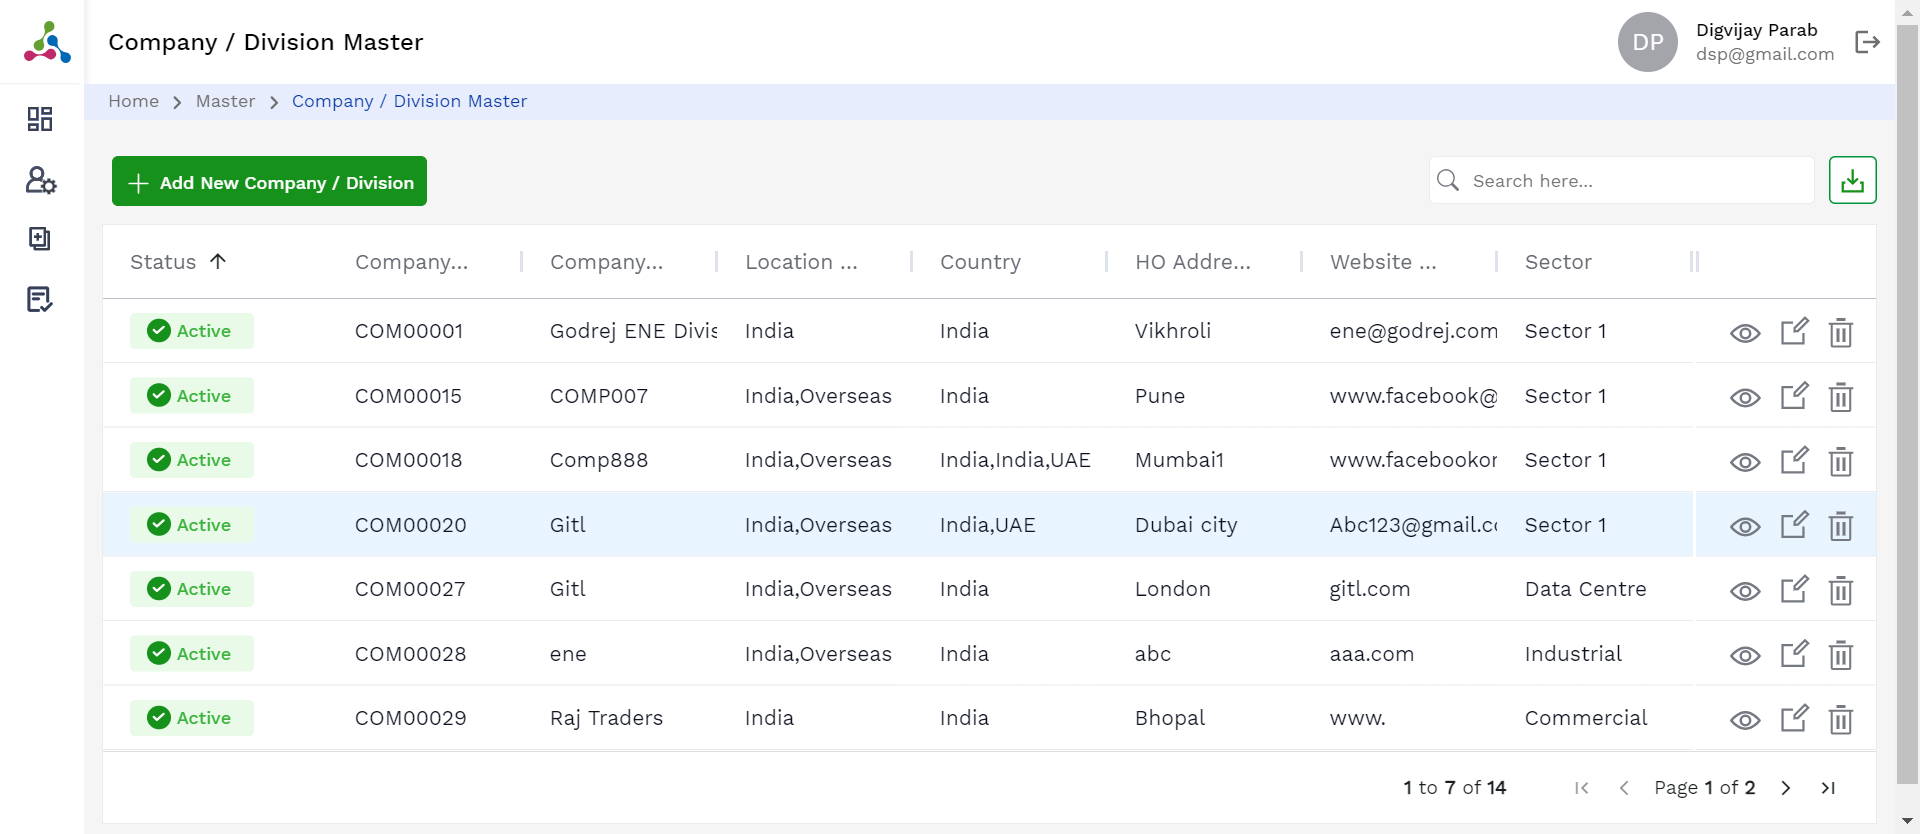 Company / Division Master
DP
Digvijay Parab
dsp@gmail.com
Home > Master > Company / Division Master
+ Add New Company / Division
Search here...
Status ↑ Company... Company... Location ... Country HO Addre... Website ... Sector
Active COM00001 Godrej ENE Divis India India Vikhroli ene@godrej.com Sector 1
Active COM00015 COMP007 India,Overseas India Pune www.facebook@ Sector 1
Active COM00018 Comp888 India,Overseas India,India,UAE Mumbai1 www.facebookor Sector 1
Active COM00020 Gitl India,Overseas India,UAE Dubai city Abc123@gmail.co Sector 1
Active COM00027 Gitl India,Overseas India London gitl.com Data Centre
Active COM00028 ene India,Overseas India abc aaa.com Industrial
Active COM00029 Raj Traders India India Bhopal www. Commercial
1 to 7 of 14 Page 1 of 2